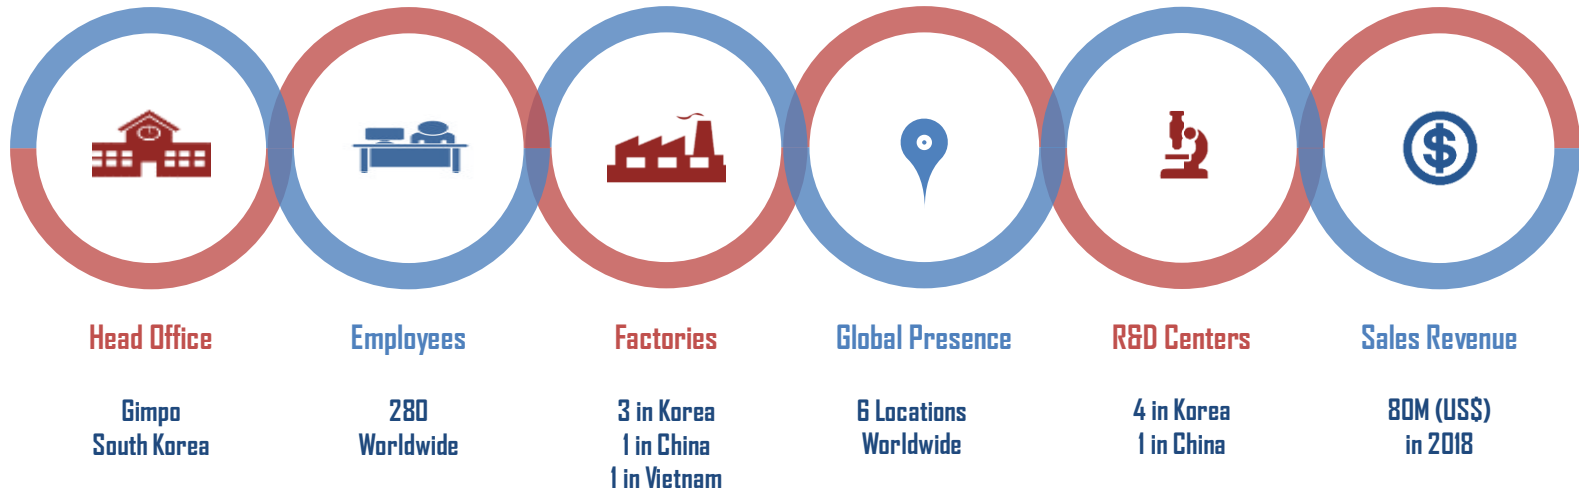 Head Office
Gimpo
South Korea
Employees
280
Worldwide
Factories
3 in Korea
1 in China
1 in Vietnam
Global Presence
6 Locations
Worldwide
R&D Centers
4 in Korea
1 in China
Sales Revenue
80M (US$)
in 2018